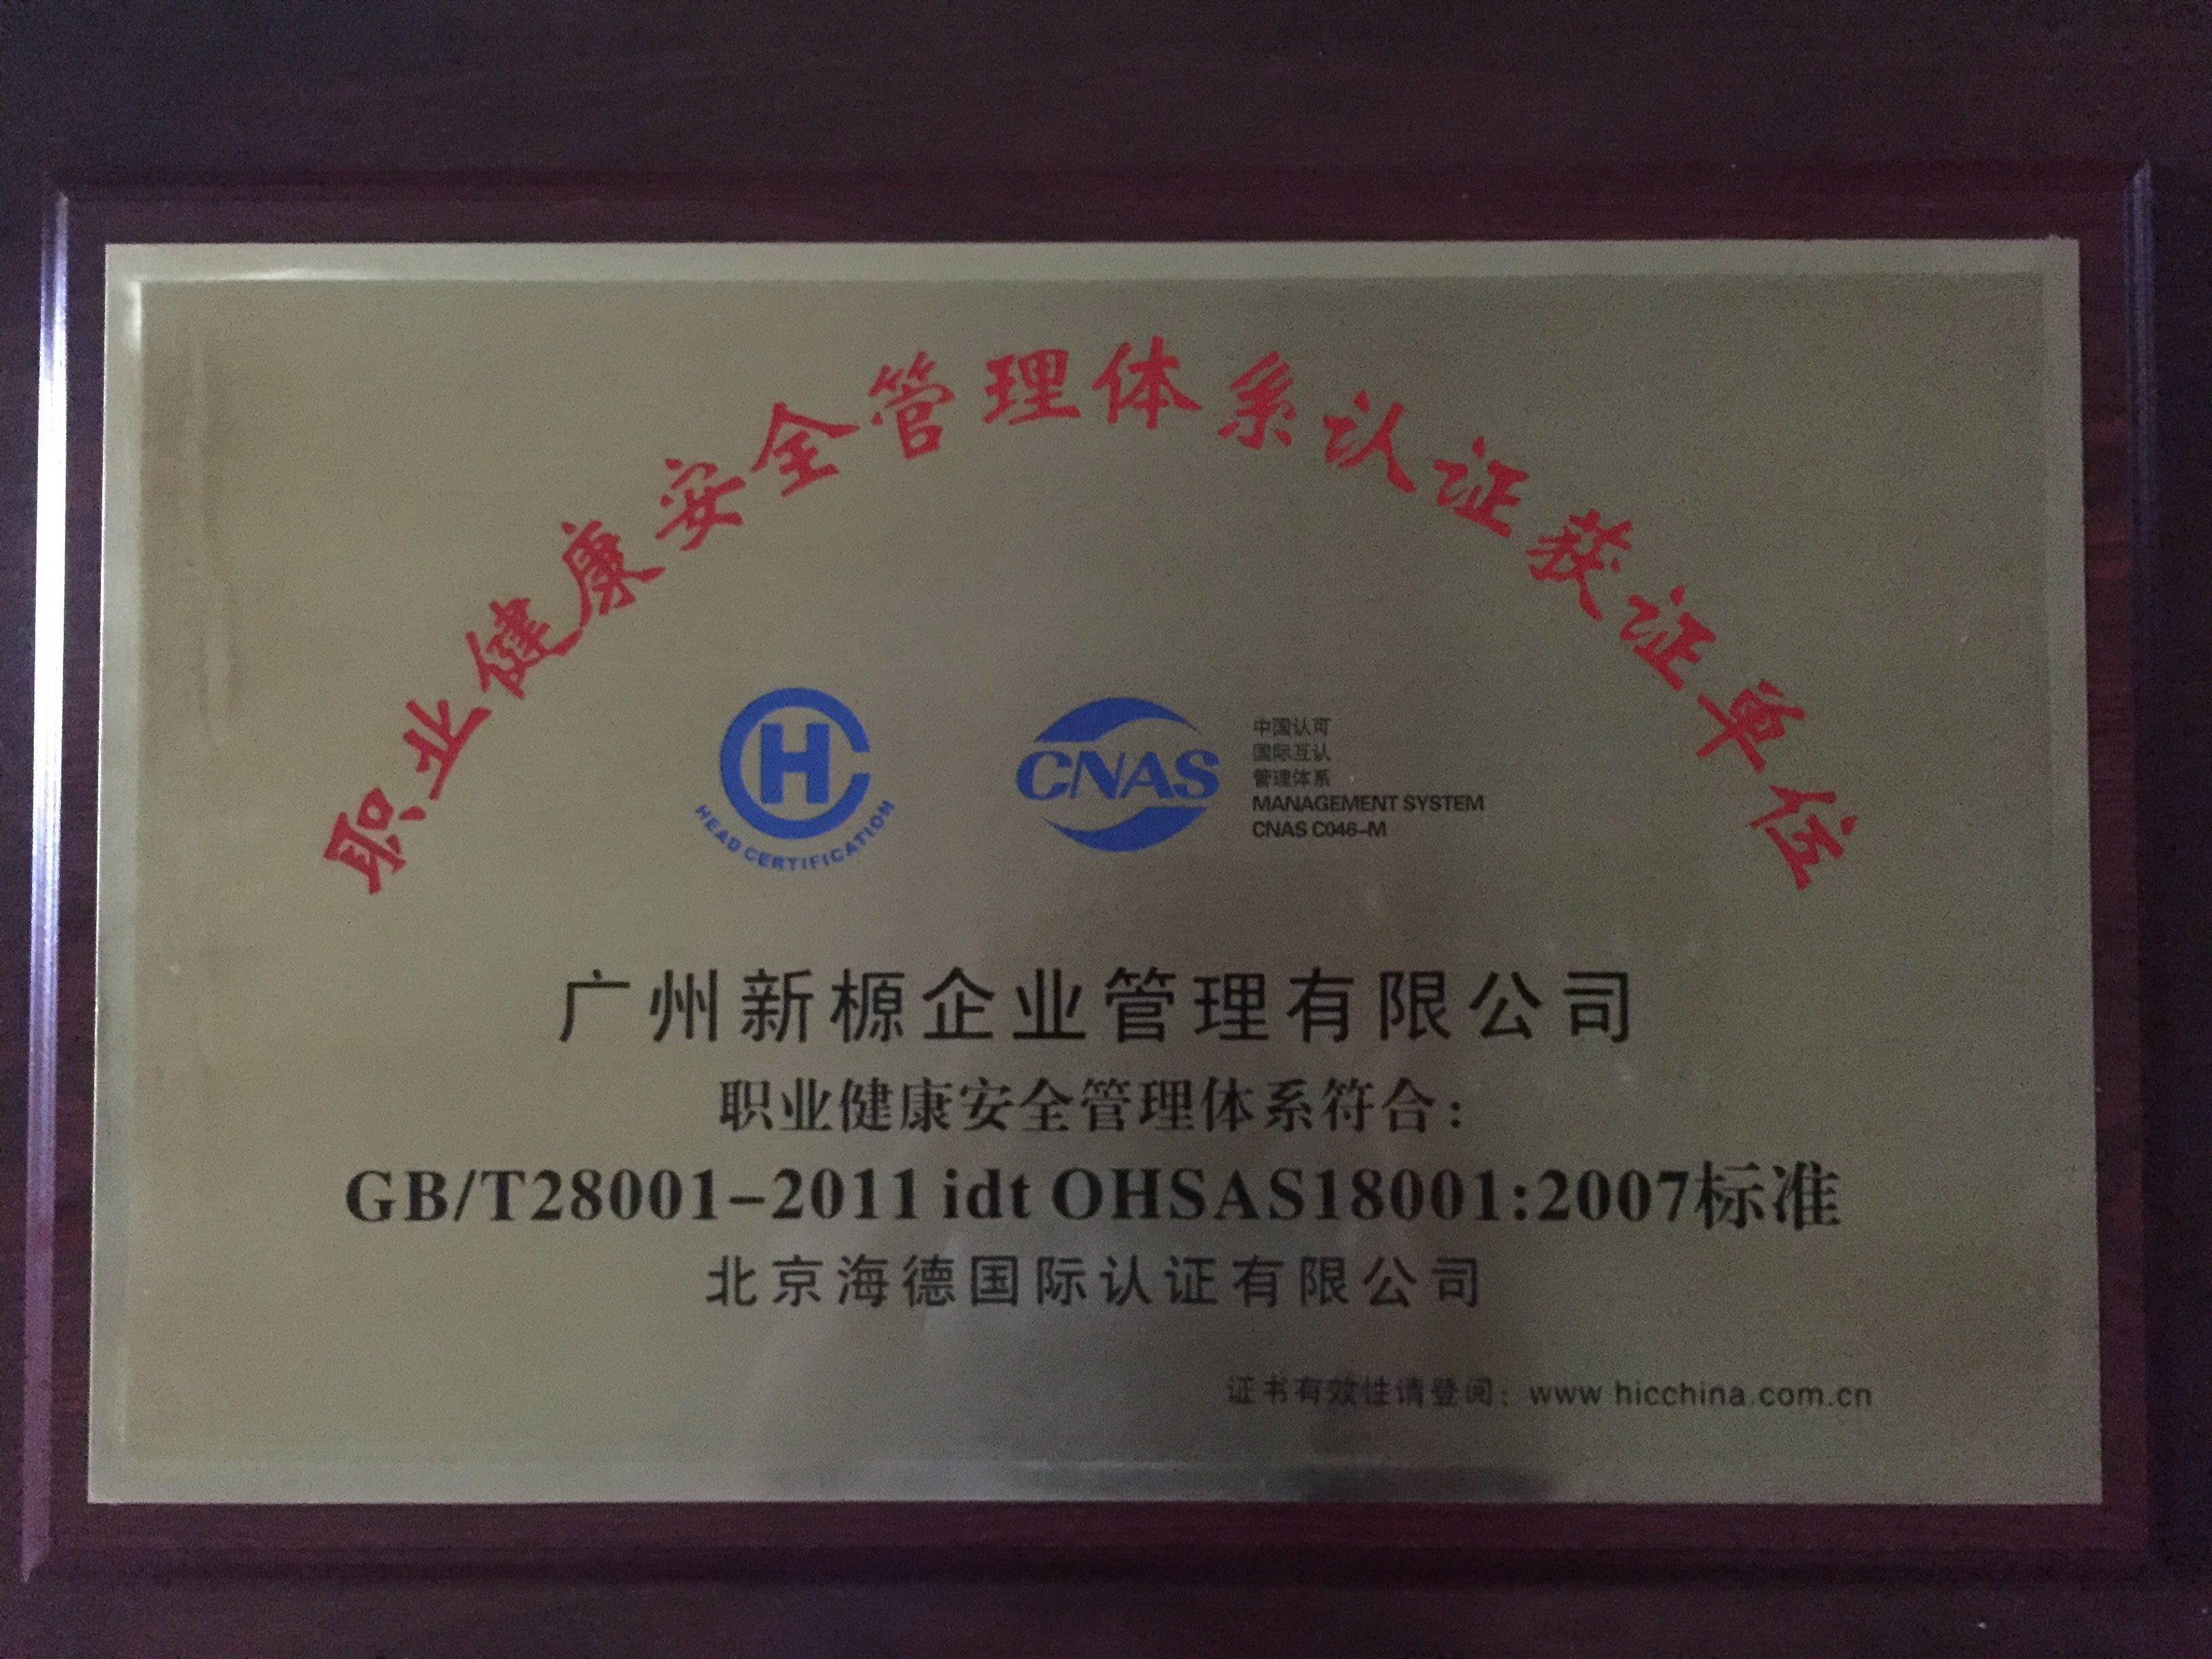 职业健康安全管理体系认证获证单位
HEAD CERTIFICATION
CNAS
中国认可
国际互认
管理体系
MANAGEMENT SYSTEM
CNAS C046-M
广州新榞企业管理有限公司
职业健康安全管理体系符合：
GB/T28001-2011 idt OHSAS18001:2007标准
北京海德国际认证有限公司
证书有效性请登阅：www hicchina.com.cn